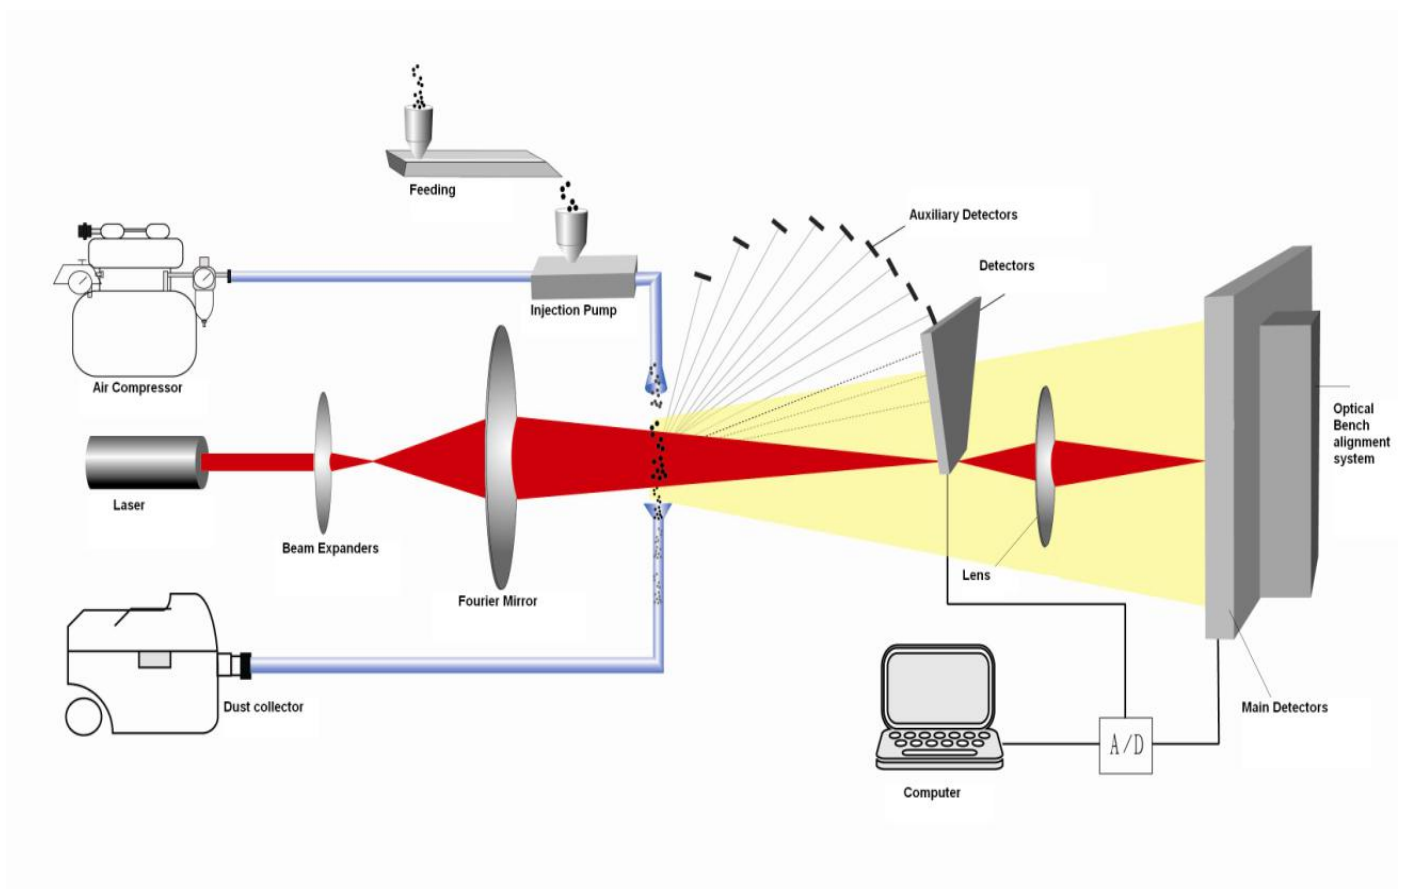 Feeding
Auxiliary Detectors
Detectors
Injection Pump
Air Compressor
Optical
Bench
alignment
system
Laser
Beam Expanders
Lens
Fourier Mirror
Dust collector
Main Detectors
A/D
Computer